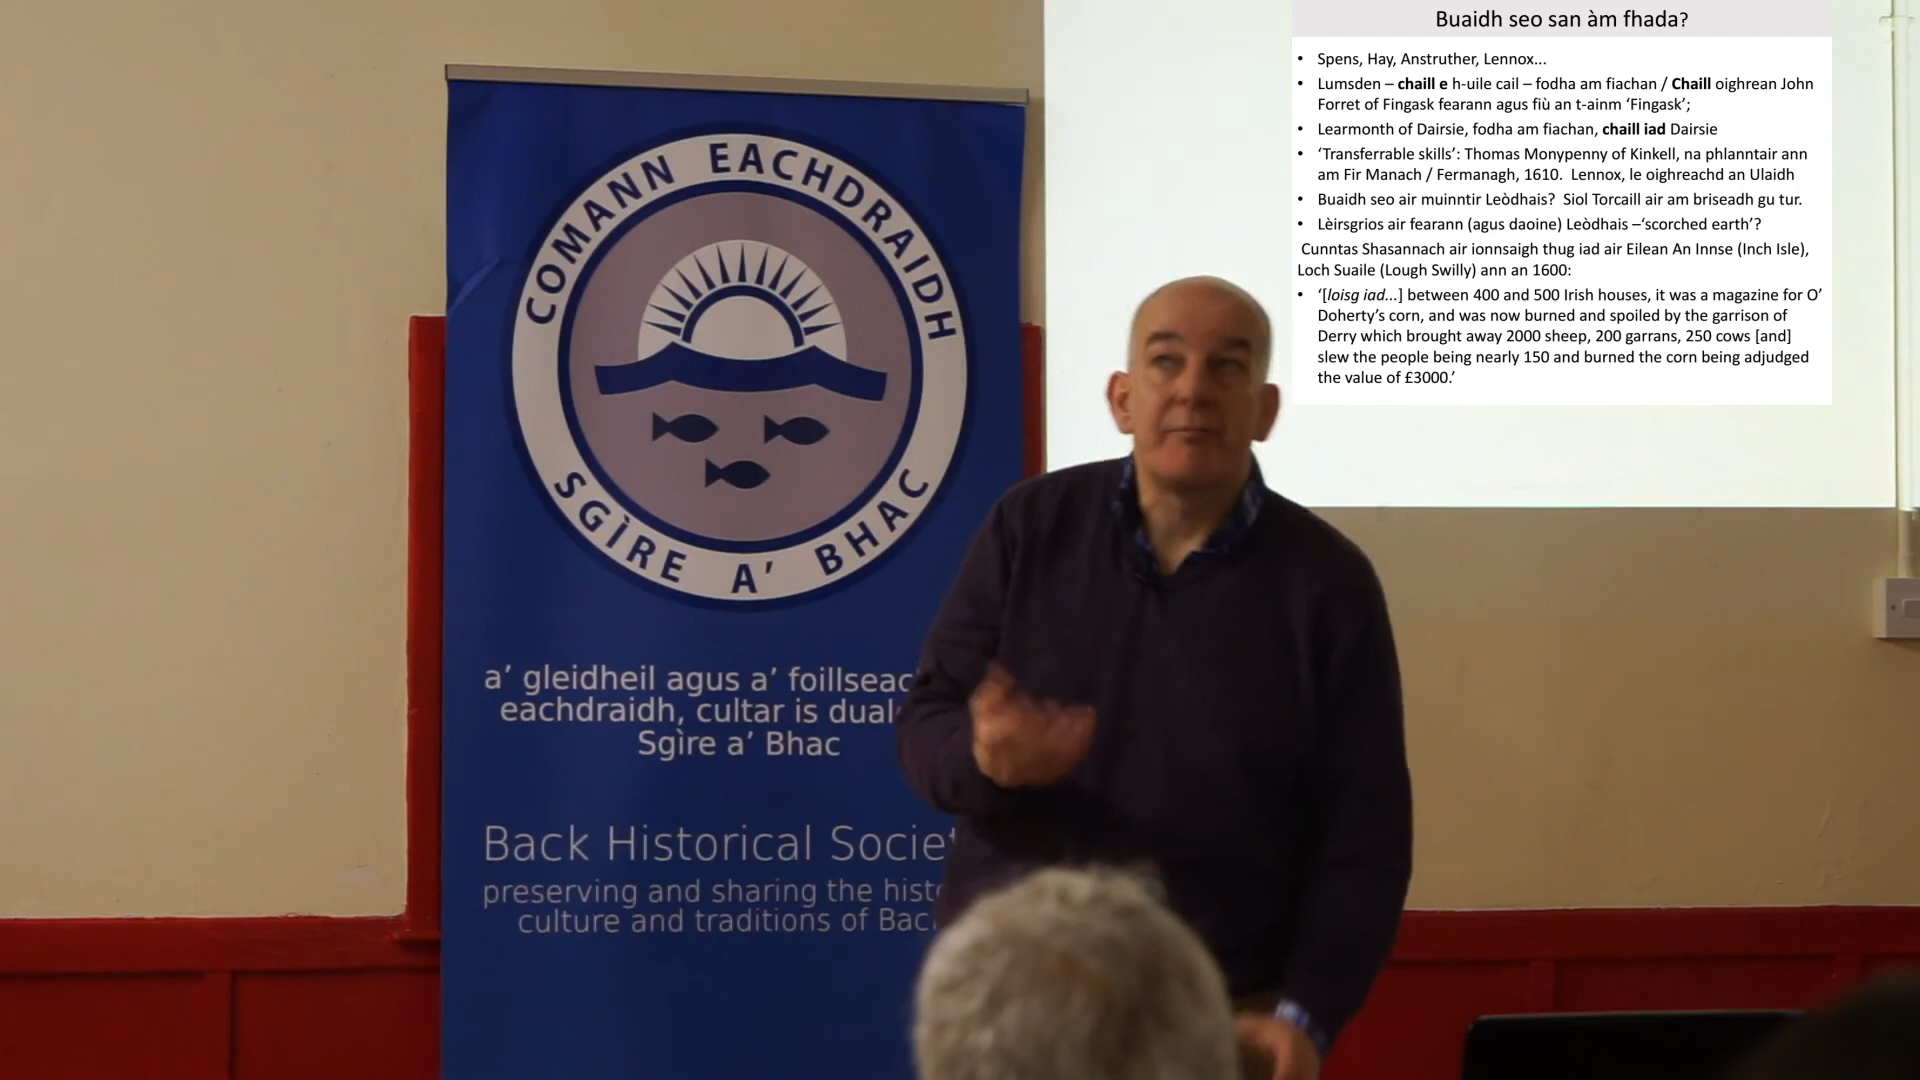 COMANN EACHDRAIDH
SGÌRE A' BHAC
a' gleidheil agus a' foillseac
eachdraidh, cultar is dual
Sgìre a' Bhac
Back Historical Societ
preserving and sharing the histo
culture and traditions of Bac
Buaidh seo san àm fhada?
• Spens, Hay, Anstruther, Lennox...
• Lumsden – chaill e h-uile cail – fodha am fiachan / Chaill oighrean John
Forret of Fingask fearann agus fiù an t-ainm ‘Fingask’;
• Learmonth of Dairsie, fodha am fiachan, chaill iad Dairsie
• ‘Transferrable skills’: Thomas Monypenny of Kinkell, na phlanntair ann
am Fir Manach / Fermanagh, 1610. Lennox, le oighreachd an Ulaidh
• Buaidh seo air muinntir Leòdhais? Siol Torcaill air am briseadh gu tur.
• Lèirsgrios air fearann (agus daoine) Leòdhais –‘scorched earth’?
Cunntas Shasannach air ionnsaigh thug iad air Eilean An Innse (Inch Isle),
Loch Suaile (Lough Swilly) ann an 1600:
• ‘[loisg iad...] between 400 and 500 Irish houses, it was a magazine for O’
Doherty’s corn, and was now burned and spoiled by the garrison of
Derry which brought away 2000 sheep, 200 garrans, 250 cows [and]
slew the people being nearly 150 and burned the corn being adjudged
the value of £3000.’